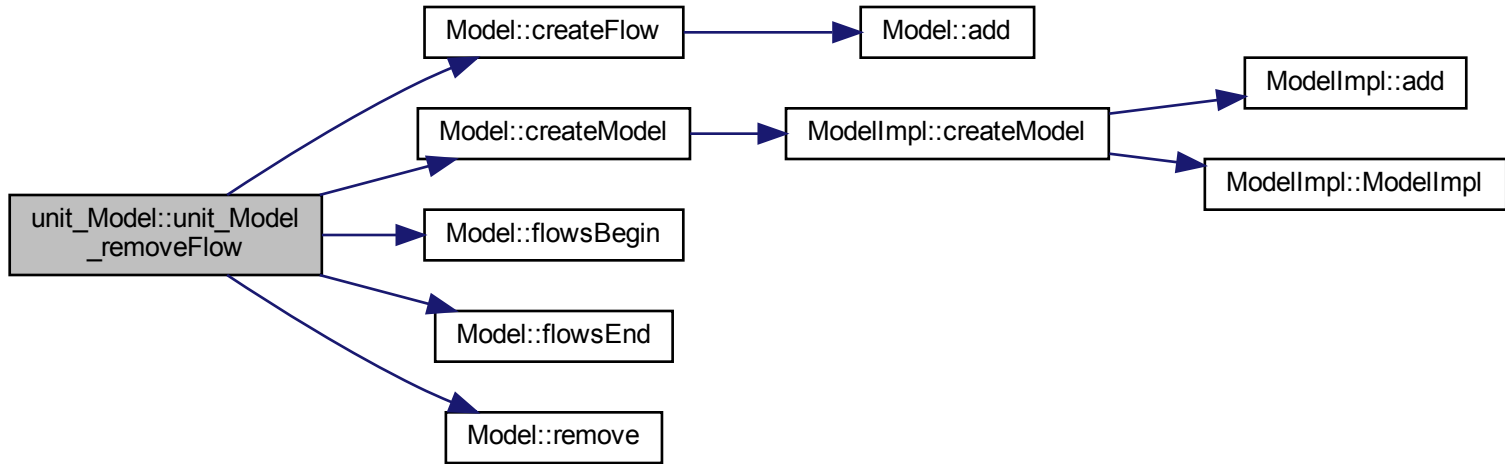 Model::createFlow
Model::add
ModelImpl::add
Model::createModel
ModelImpl::createModel
ModelImpl::ModelImpl
unit_Model::unit_Model
_removeFlow
Model::flowsBegin
Model::flowsEnd
Model::remove